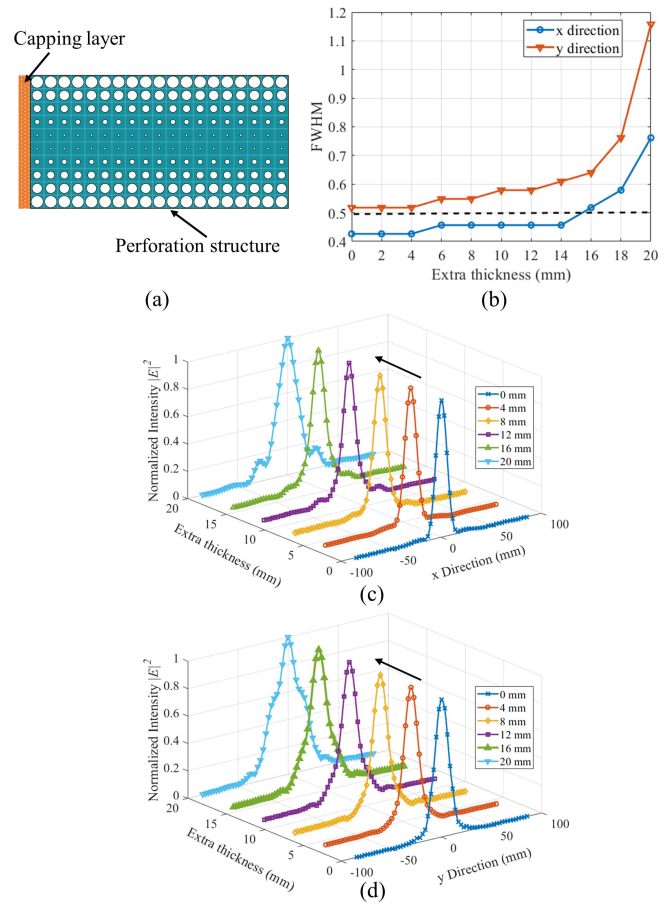 Capping layer
Perforation structure
(a)
1.2
1.1
1
0.9
0.8
0.7
0.6
0.5
0.4
FWHM
x direction
y direction
0 2 4 6 8 10 12 14 16 18 20
Extra thickness (mm)
(b)
1
0.8
0.6
0.4
0.2
0
Normalized Intensity |E|²
0 mm
4 mm
8 mm
12 mm
16 mm
20 mm
20
15
10
5
0
Extra thickness (mm)
-100
-50
0
50
100
x Direction (mm)
(c)
1
0.8
0.6
0.4
0.2
0
Normalized Intensity |E|²
0 mm
4 mm
8 mm
12 mm
16 mm
20 mm
20
15
10
5
0
Extra thickness (mm)
-100
-50
0
50
100
y Direction (mm)
(d)